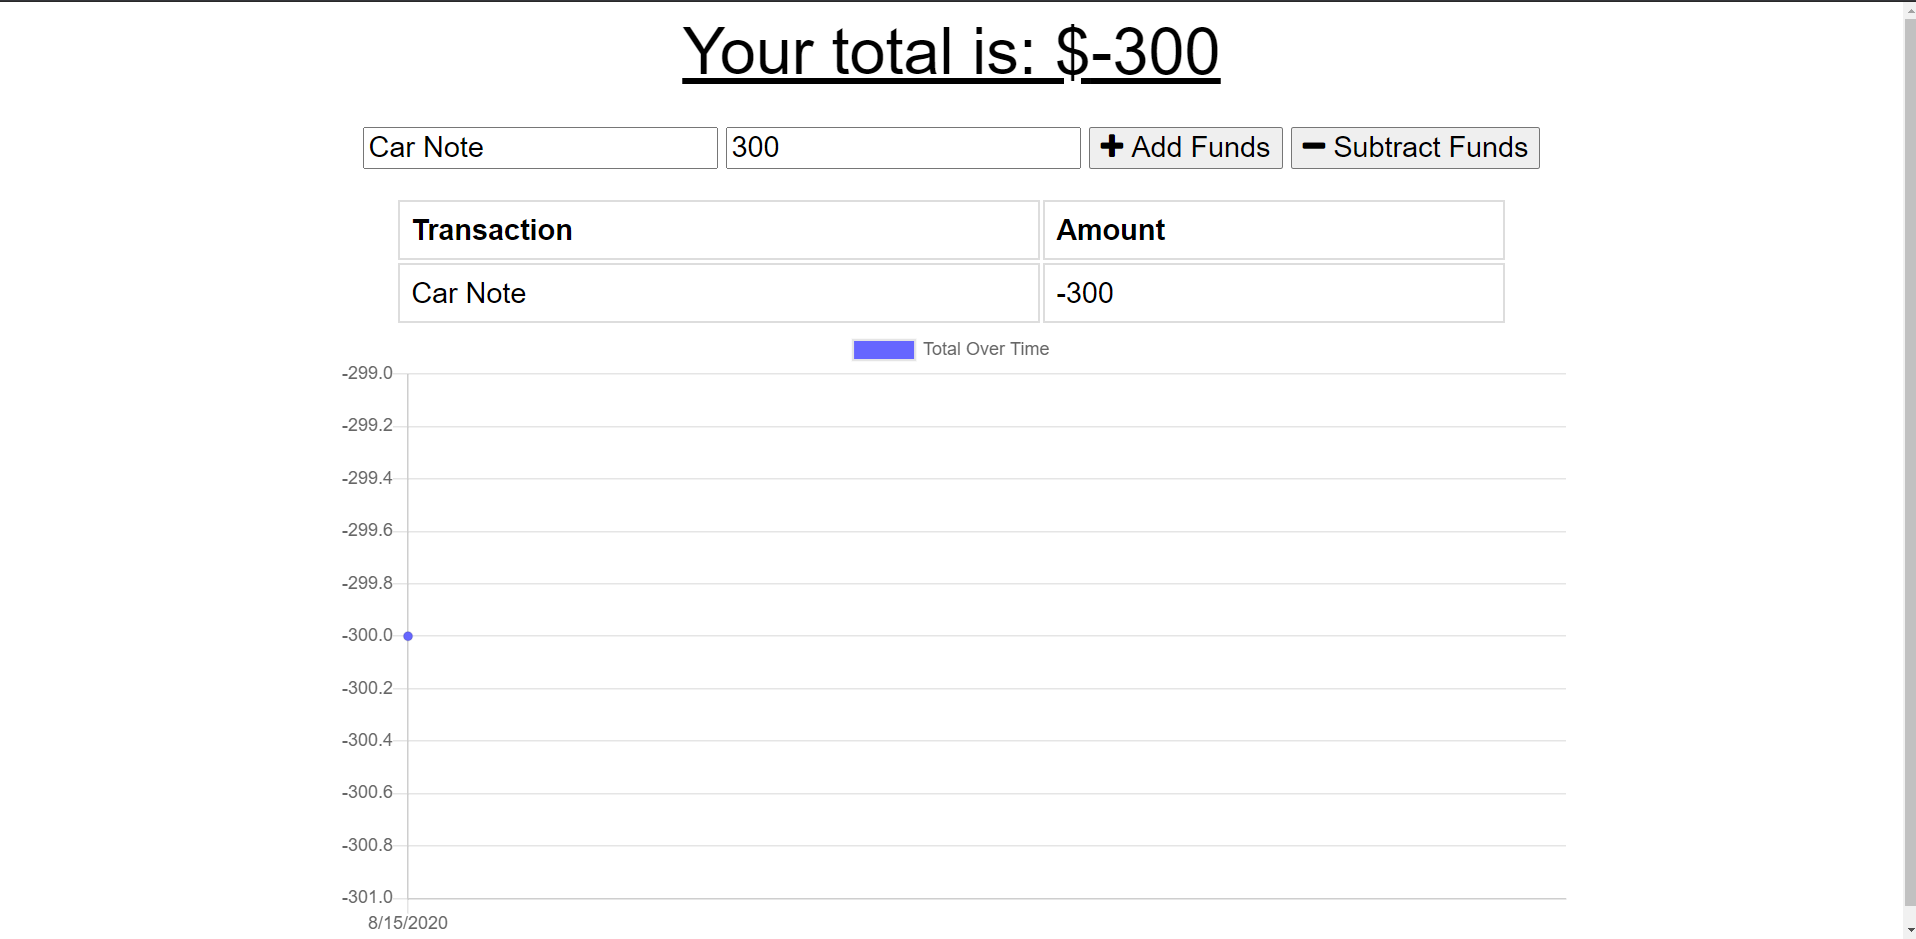 Your total is: $-300
Car Note 300 Add Funds Subtract Funds
Transaction Amount
Car Note -300
Total Over Time
-299.0
-299.2
-299.4
-299.6
-299.8
-300.0
-300.2
-300.4
-300.6
-300.8
-301.0
8/15/2020